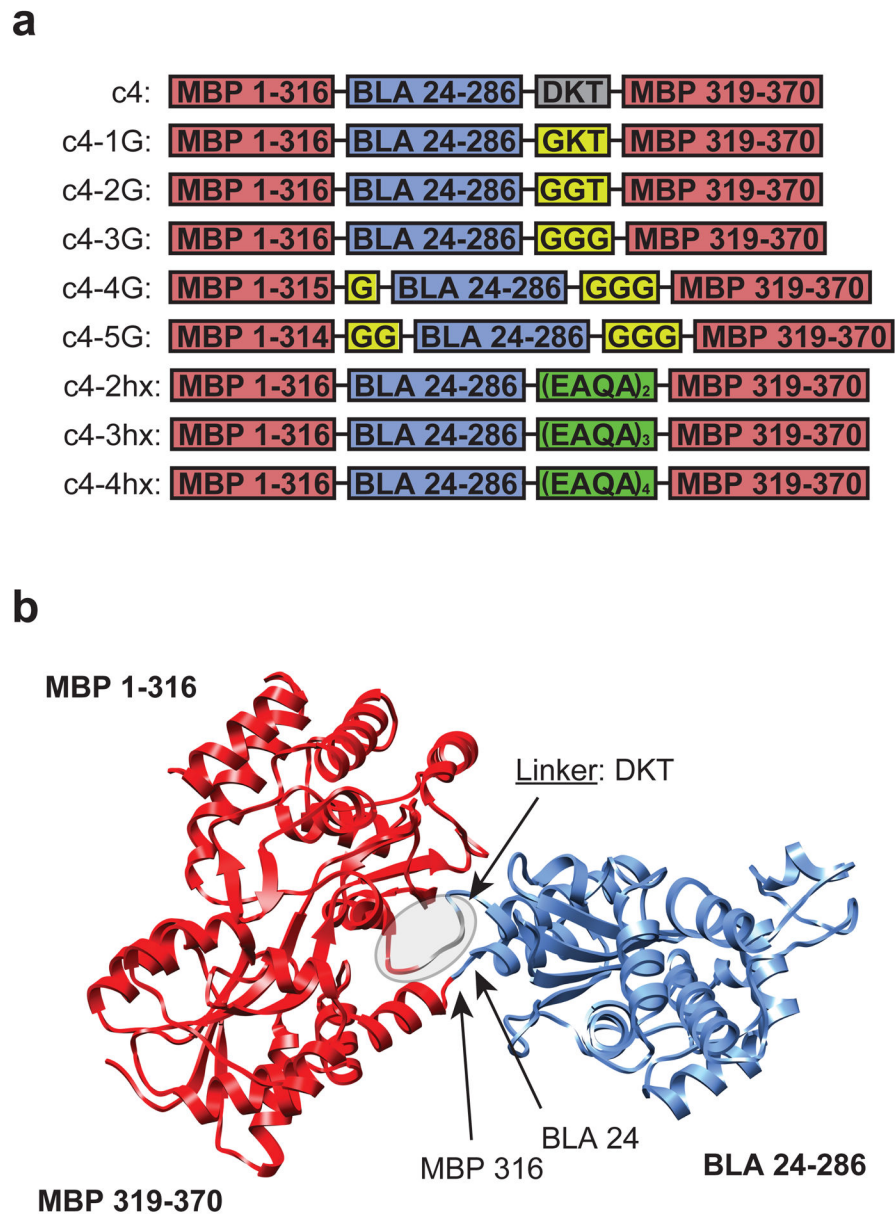 a
c4: MBP 1-316 BLA 24-286 DKT MBP 319-370
c4-1G: MBP 1-316 BLA 24-286 GKT MBP 319-370
c4-2G: MBP 1-316 BLA 24-286 GGT MBP 319-370
c4-3G: MBP 1-316 BLA 24-286 GGG MBP 319-370
c4-4G: MBP 1-315 G BLA 24-286 GGG MBP 319-370
c4-5G: MBP 1-314 GG BLA 24-286 GGG MBP 319-370
c4-2hx: MBP 1-316 BLA 24-286 (EAQA)₂ MBP 319-370
c4-3hx: MBP 1-316 BLA 24-286 (EAQA)₃ MBP 319-370
c4-4hx: MBP 1-316 BLA 24-286 (EAQA)₄ MBP 319-370
b
MBP 1-316
Linker: DKT
BLA 24
MBP 316
BLA 24-286
MBP 319-370